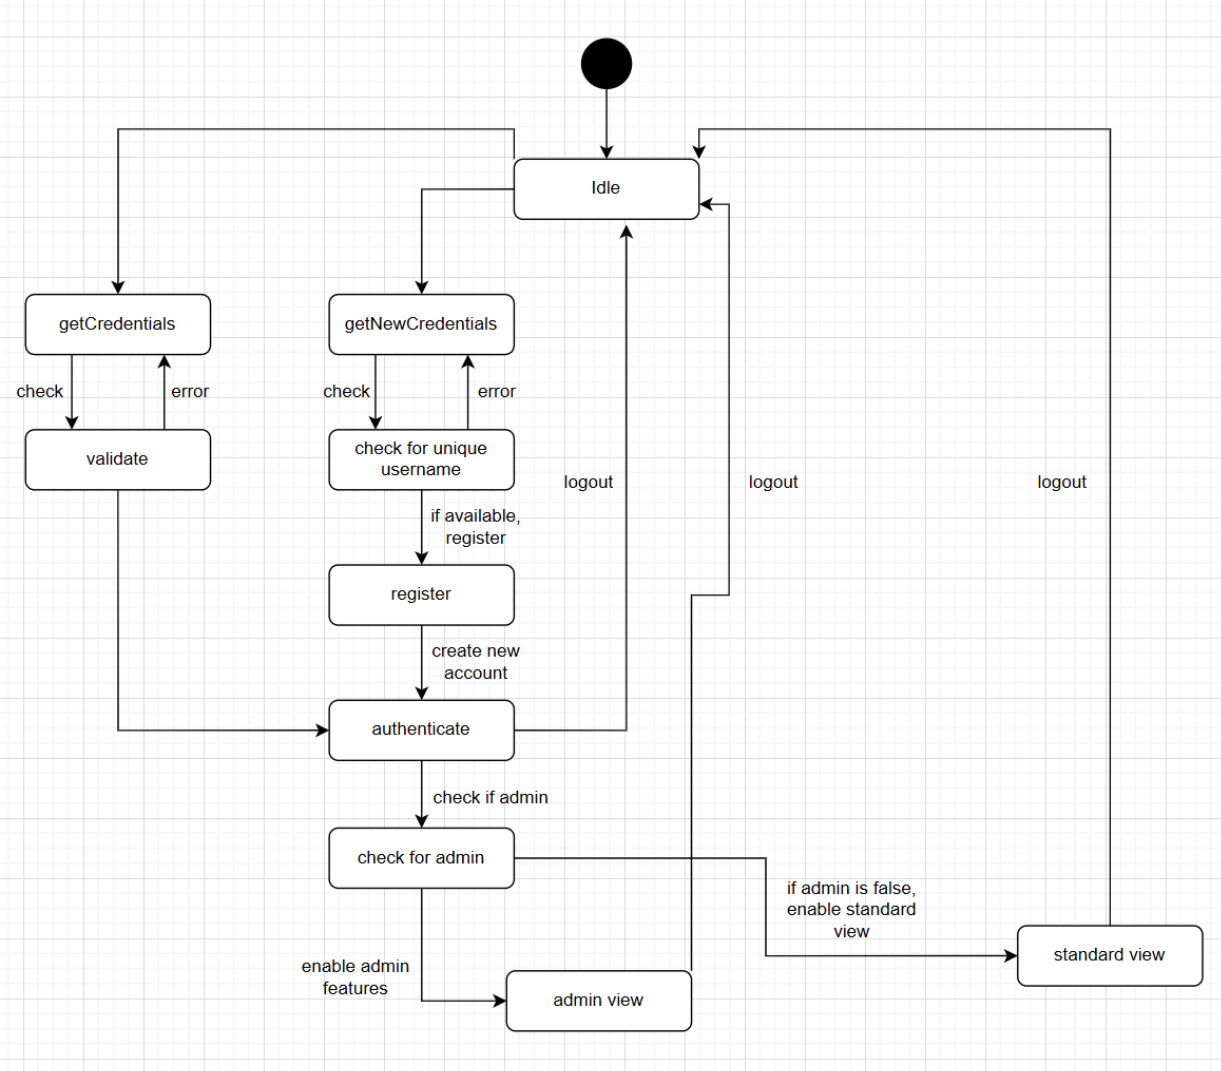 Idle
getCredentials
getNewCredentials
check
error
check
error
validate
check for unique
username
logout
logout
logout
if available,
register
register
create new
account
authenticate
check if admin
check for admin
if admin is false,
enable standard
view
standard view
enable admin
features
admin view